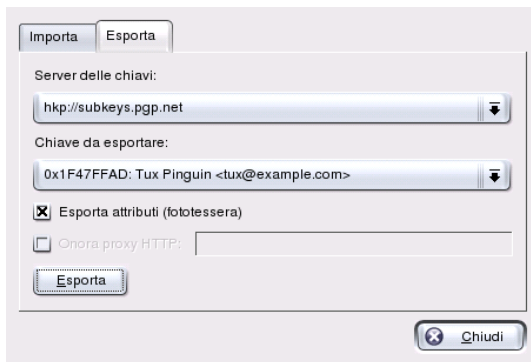 Importa Esporta
Server delle chiavi:
hkp://subkeys.pgp.net
Chiave da esportare:
0x1F47FFAD: Tux Pinguin <tux@example.com>
Esporta attributi (fototessera)
Onora proxy HTTP:
Esporta
Chiudi